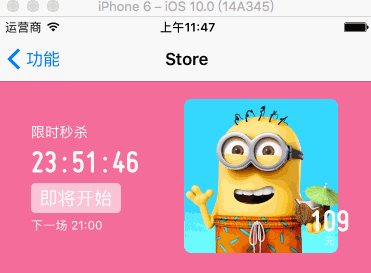 iPhone 6 – iOS 10.0 (14A345)
运营商 上午11:47
功能 Store
限时秒杀
23:51:46
即将开始
下一场 21:00
109
元